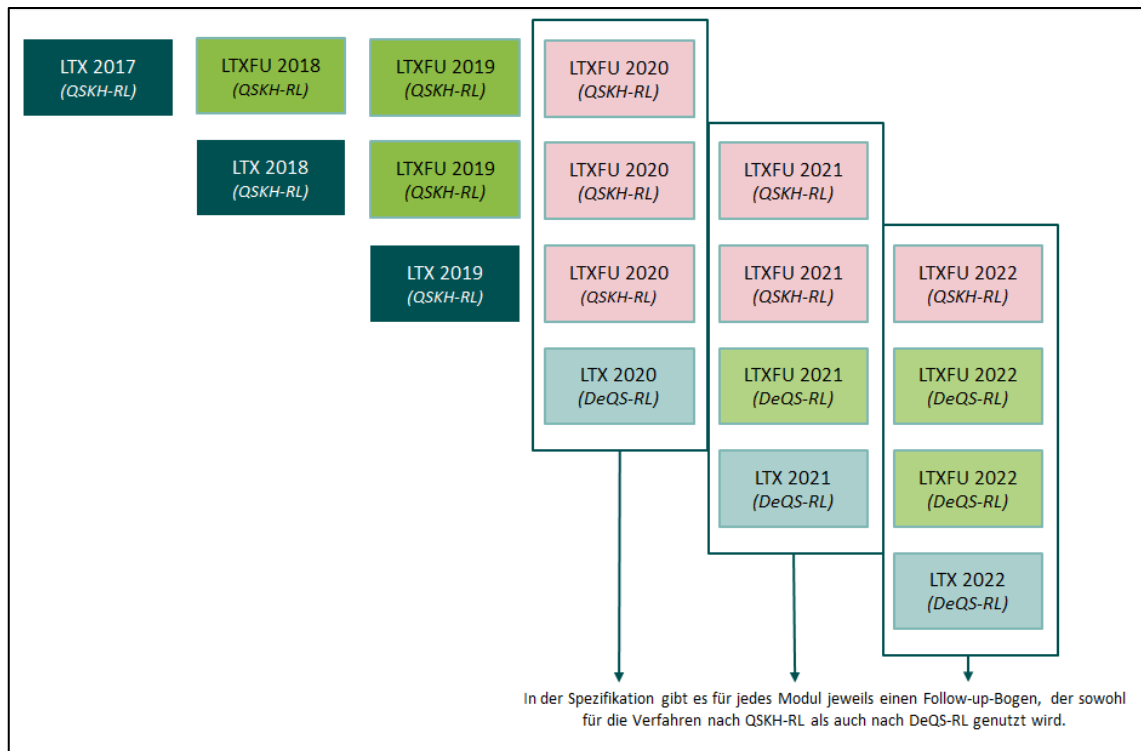 LTX 2017
(QSKH-RL)
LTXFU 2018
(QSKH-RL)
LTXFU 2019
(QSKH-RL)
LTXFU 2020
(QSKH-RL)
LTX 2018
(QSKH-RL)
LTXFU 2019
(QSKH-RL)
LTXFU 2020
(QSKH-RL)
LTXFU 2021
(QSKH-RL)
LTX 2019
(QSKH-RL)
LTXFU 2020
(QSKH-RL)
LTXFU 2021
(QSKH-RL)
LTXFU 2022
(QSKH-RL)
LTX 2020
(DeQS-RL)
LTXFU 2021
(DeQS-RL)
LTXFU 2022
(DeQS-RL)
LTX 2021
(DeQS-RL)
LTXFU 2022
(DeQS-RL)
LTX 2022
(DeQS-RL)
In der Spezifikation gibt es für jedes Modul jeweils einen Follow-up-Bogen, der sowohl
für die Verfahren nach QSKH-RL als auch nach DeQS-RL genutzt wird.